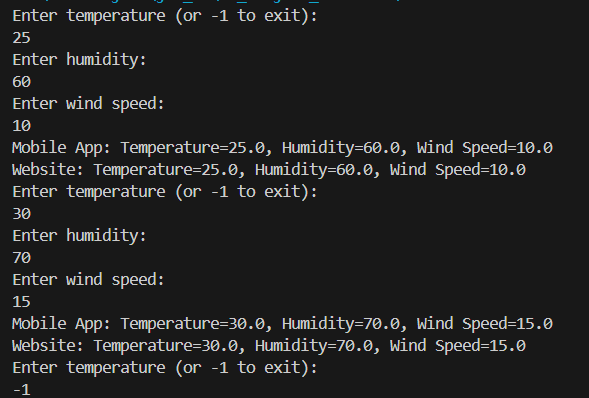 Enter temperature (or -1 to exit):
25
Enter humidity:
60
Enter wind speed:
10
Mobile App: Temperature=25.0, Humidity=60.0, Wind Speed=10.0
Website: Temperature=25.0, Humidity=60.0, Wind Speed=10.0
Enter temperature (or -1 to exit):
30
Enter humidity:
70
Enter wind speed:
15
Mobile App: Temperature=30.0, Humidity=70.0, Wind Speed=15.0
Website: Temperature=30.0, Humidity=70.0, Wind Speed=15.0
Enter temperature (or -1 to exit):
-1